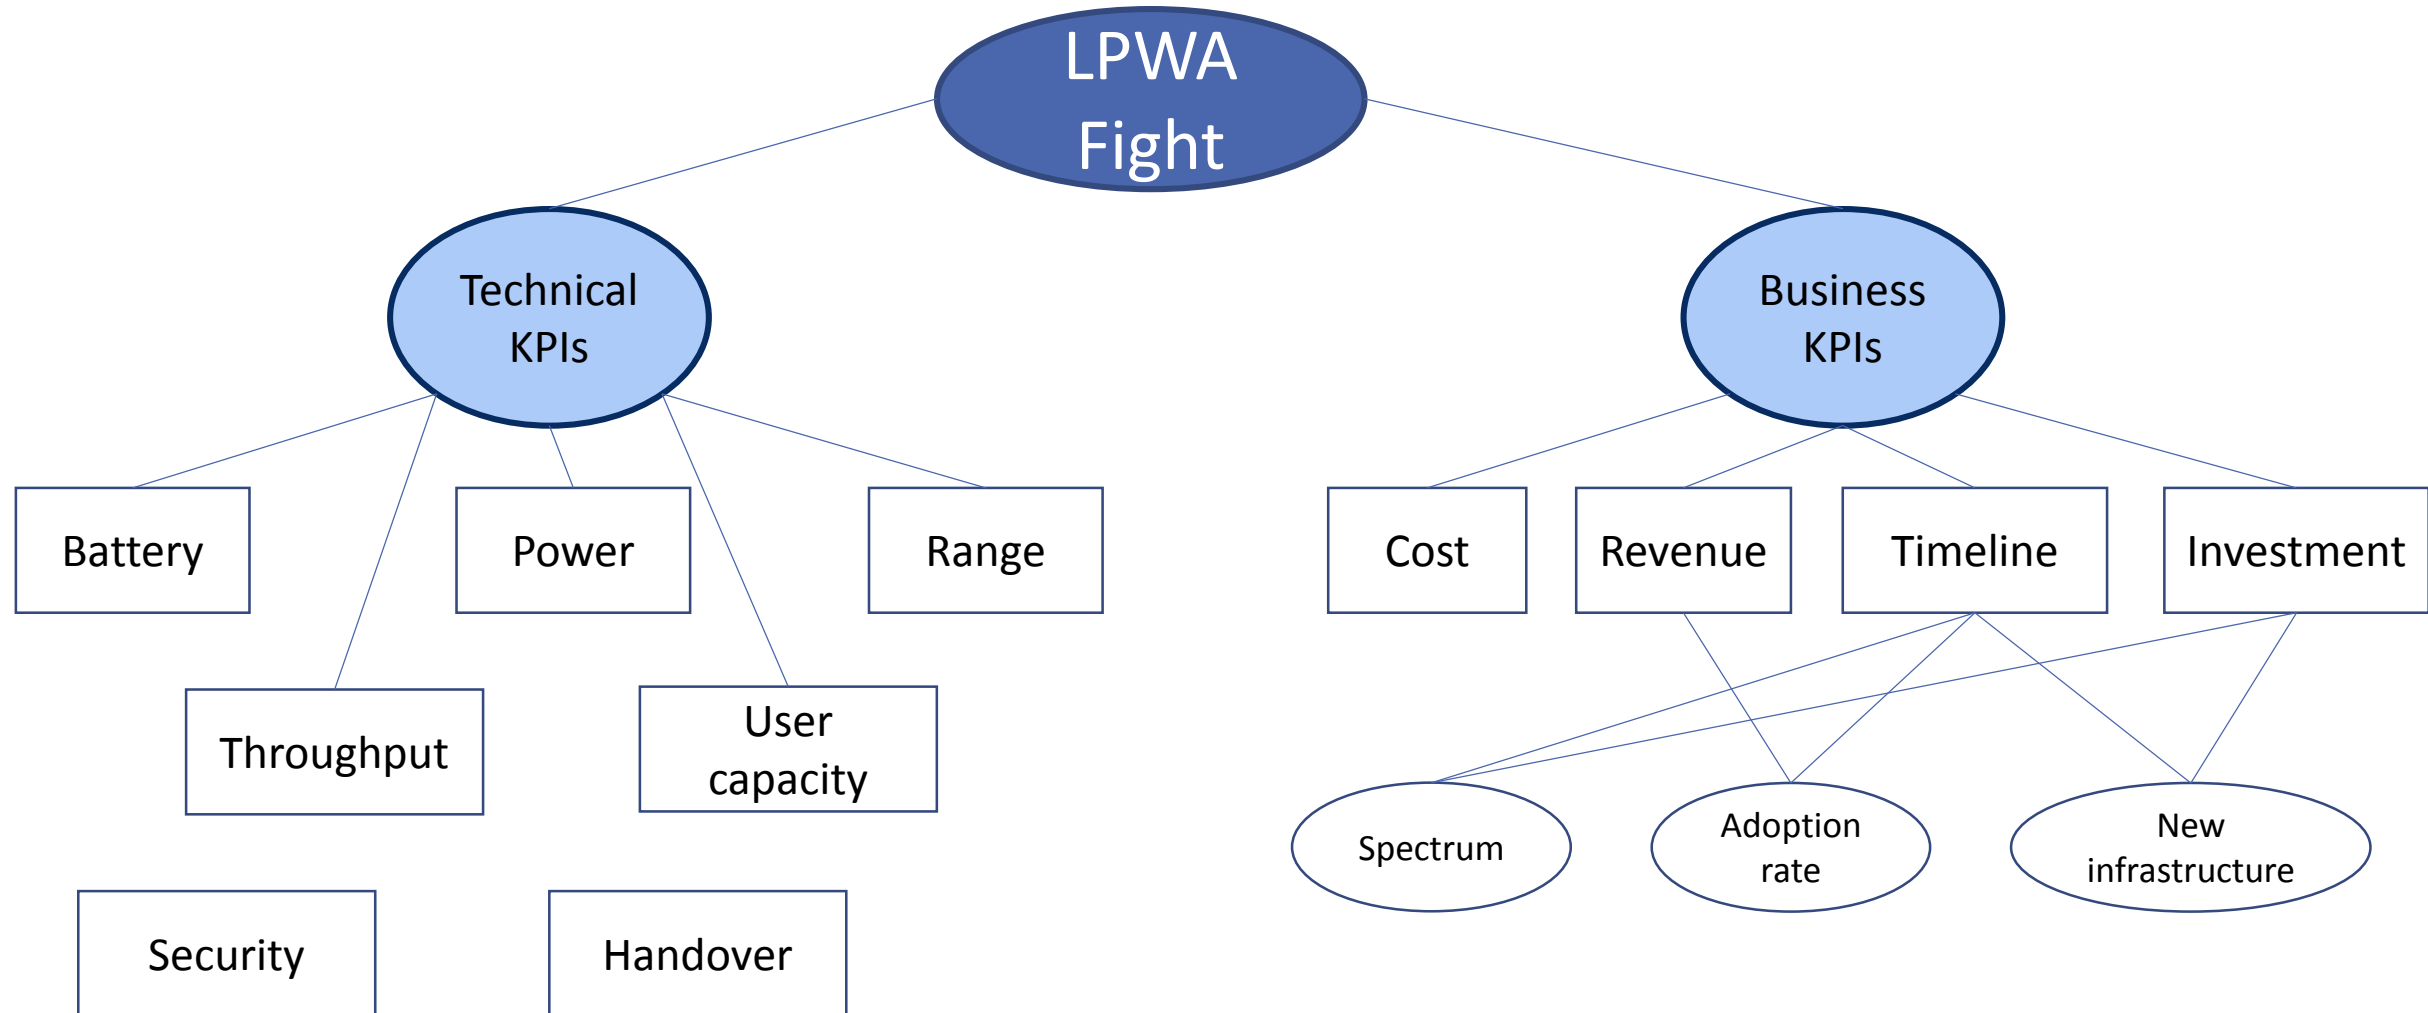 LPWA
Fight
Technical
KPIs
Business
KPIs
Battery
Power
Range
Cost
Revenue
Timeline
Investment
Throughput
User
capacity
Spectrum
Adoption
rate
New
infrastructure
Security
Handover